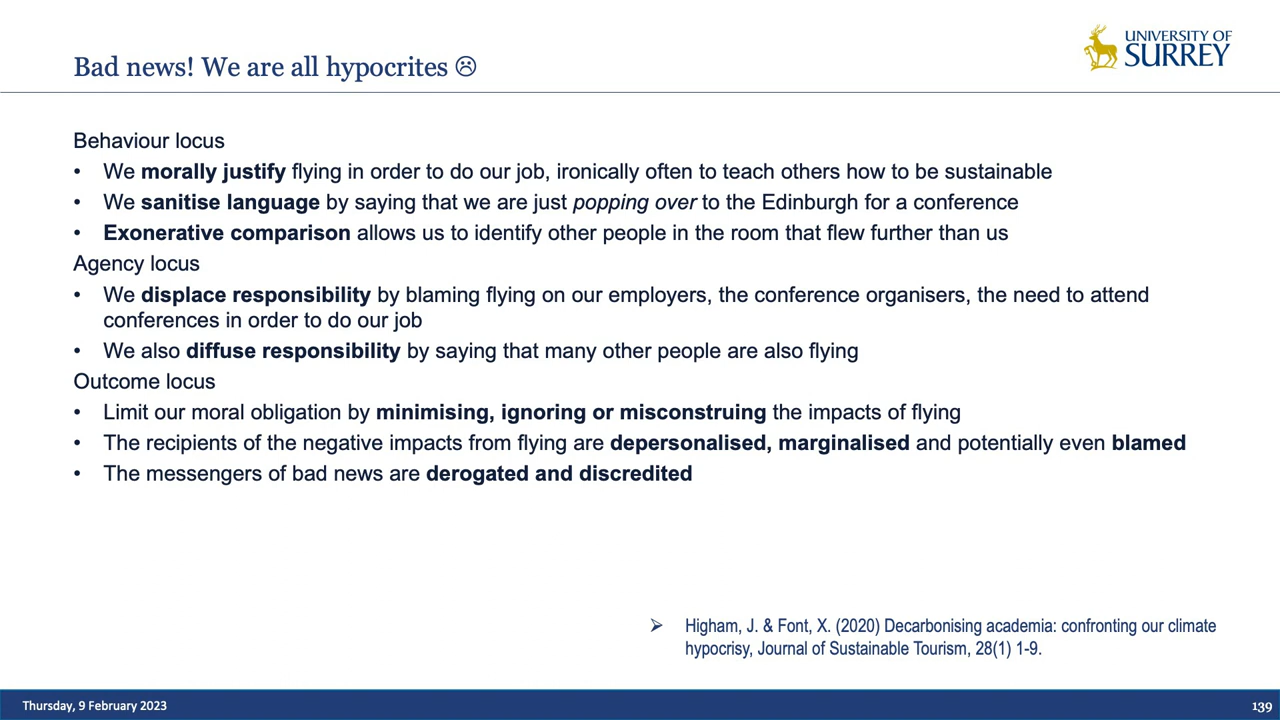 Bad news! We are all hypocrites ☹
UNIVERSITY OF
SURREY
Behaviour locus
• We morally justify flying in order to do our job, ironically often to teach others how to be sustainable
• We sanitise language by saying that we are just popping over to the Edinburgh for a conference
• Exonerative comparison allows us to identify other people in the room that flew further than us
Agency locus
• We displace responsibility by blaming flying on our employers, the conference organisers, the need to attend
conferences in order to do our job
• We also diffuse responsibility by saying that many other people are also flying
Outcome locus
• Limit our moral obligation by minimising, ignoring or misconstruing the impacts of flying
• The recipients of the negative impacts from flying are depersonalised, marginalised and potentially even blamed
• The messengers of bad news are derogated and discredited
➢ Higham, J. & Font, X. (2020) Decarbonising academia: confronting our climate
hypocrisy, Journal of Sustainable Tourism, 28(1) 1-9.
Thursday, 9 February 2023
139